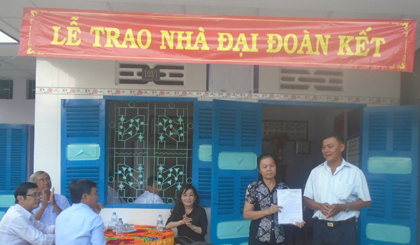 LỄ TRAO NHÀ ĐẠI ĐOÀN KẾT